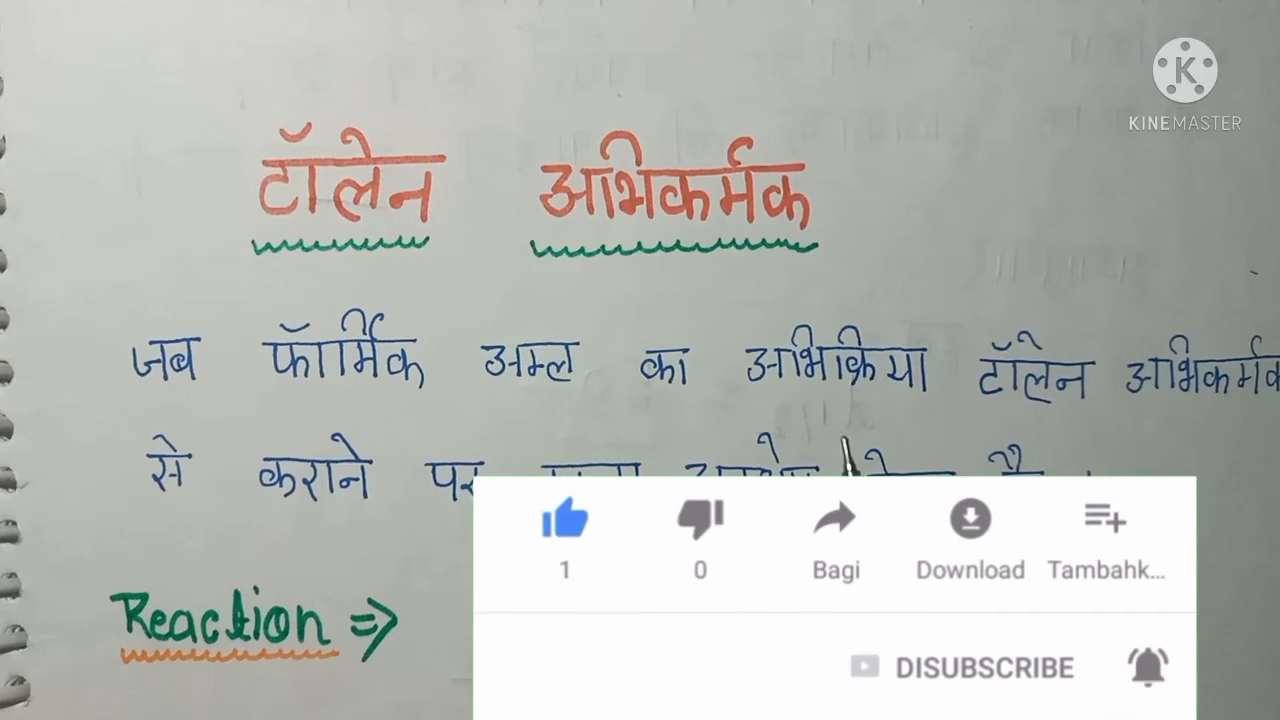 KINEMASTER
टॉलेन अभिकर्मक
जब फॉर्मिक अम्ल का अभिक्रिया टॉलेन अभिकर्मक
से कराने पर
1 0 Bagi Download Tambahk...
Reaction ⇒
DISUBSCRIBE